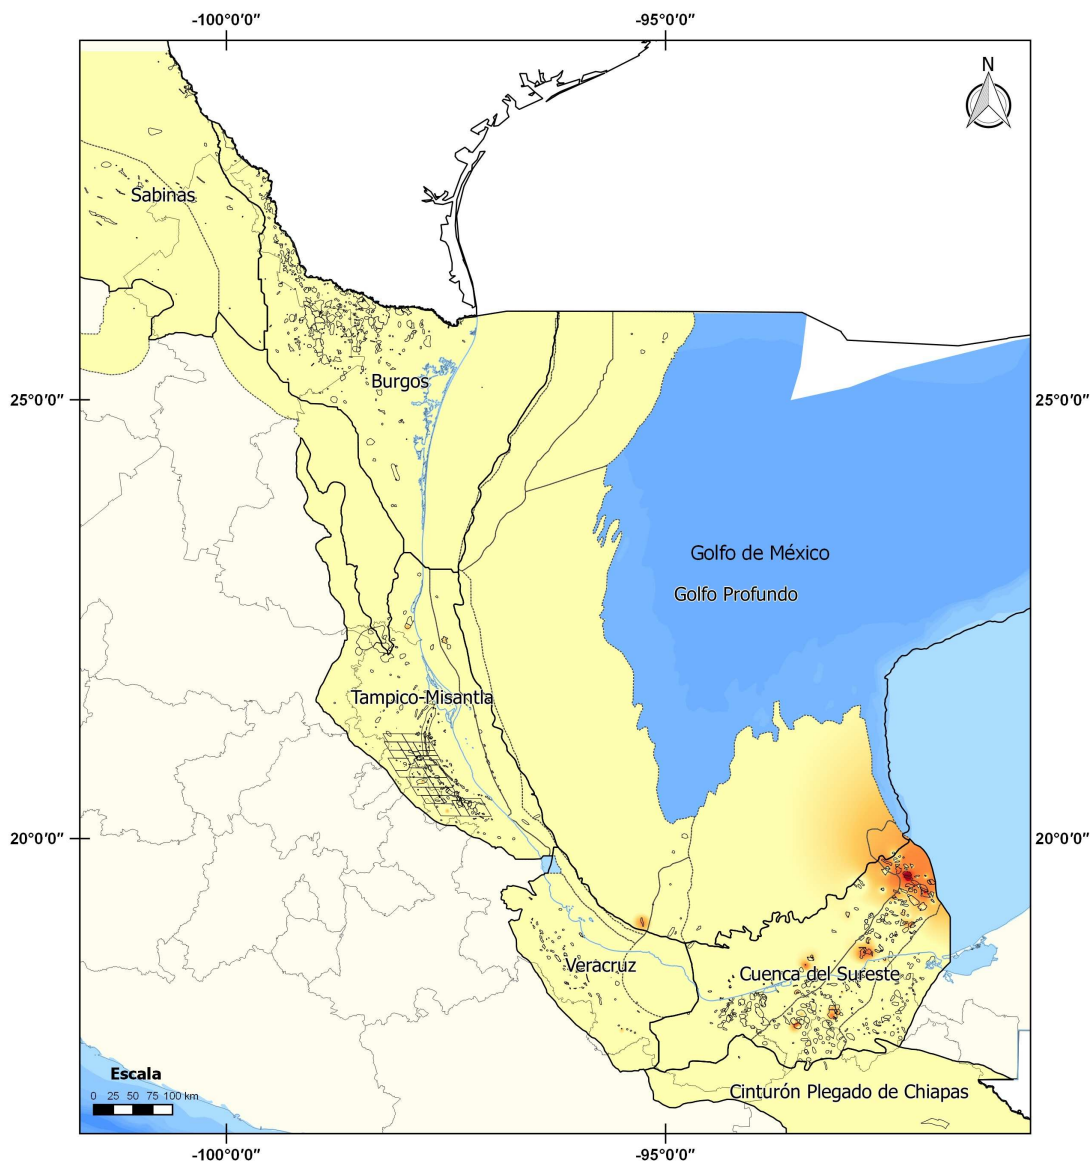 -100°0'0" -95°0'0"
N
Sabinas
Burgos
25°0'0" 25°0'0"
Golfo de México
Golfo Profundo
Tampico-Misantla
20°0'0" 20°0'0"
Veracruz
Cuenca del Sureste
Escala
0 25 50 75 100 km
Cinturón Plegado de Chiapas
-100°0'0" -95°0'0"